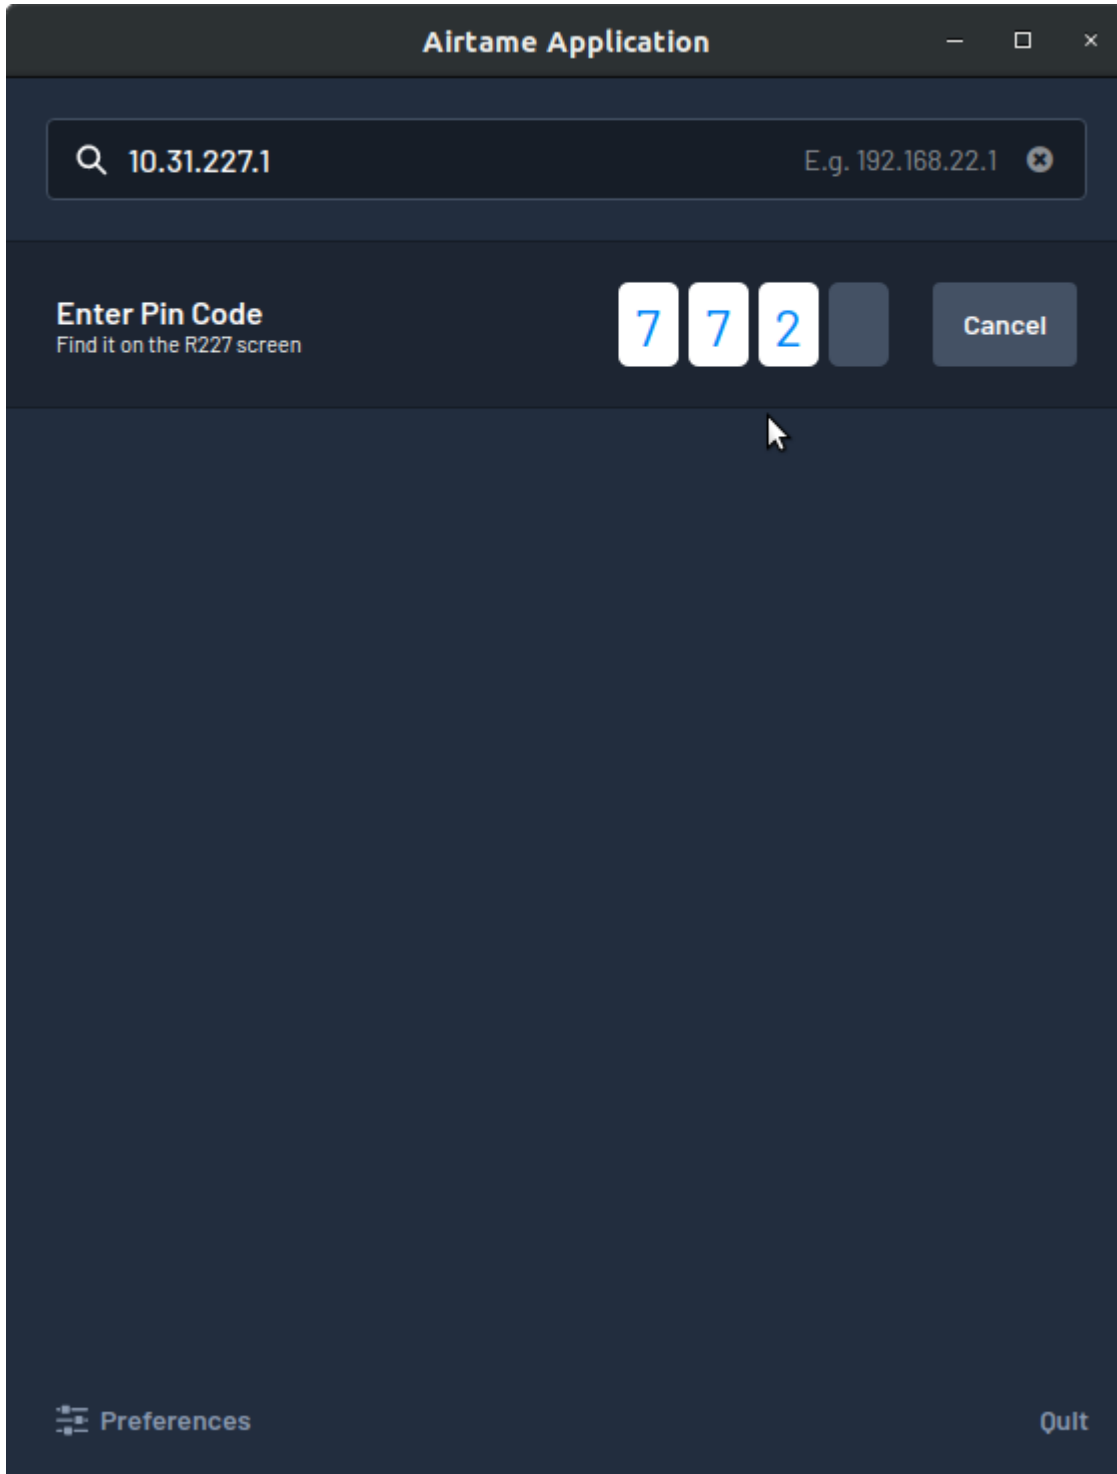 Airtame Application
10.31.227.1 E.g. 192.168.22.1
Enter Pin Code
Find it on the R227 screen
7 7 2
Cancel
Preferences
Quit